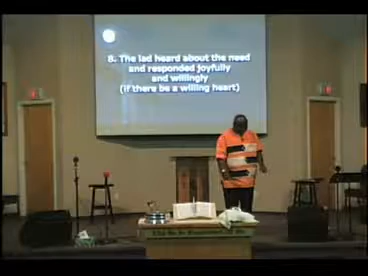 8. The lad heard about the need
and responded joyfully
and willingly
(if there be a willing heart)